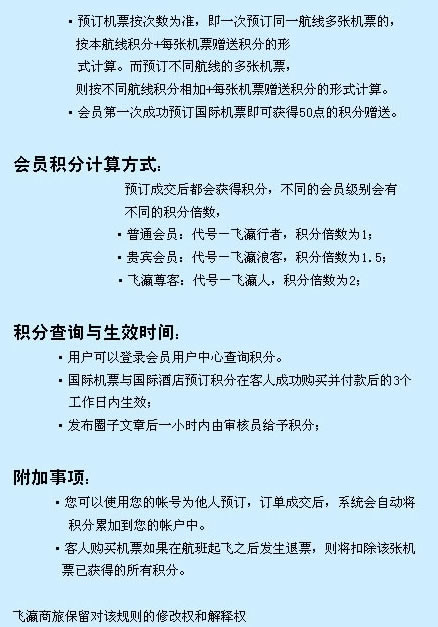 ▪ 预订机票按次数为准，即一次预订同一航线多张机票的，
按本航线积分+每张机票赠送积分的形
式计算。而预订不同航线的多张机票，
则按不同航线积分相加+每张机票赠送积分的形式计算。
▪ 会员第一次成功预订国际机票即可获得50点的积分赠送。
会员积分计算方式：
预订成交后都会获得积分，不同的会员级别会有
不同的积分倍数，
▪ 普通会员：代号—飞瀛行者，积分倍数为1；
▪ 贵宾会员：代号—飞瀛浪客，积分倍数为1.5；
▪ 飞瀛尊客：代号—飞瀛人，积分倍数为2；
积分查询与生效时间：
▪ 用户可以登录会员用户中心查询积分。
▪ 国际机票与国际酒店预订积分在客人成功购买并付款后的3个
工作日内生效；
▪ 发布圈子文章后一小时内由审核员给予积分；
附加事项：
▪ 您可以使用您的帐号为他人预订，订单成交后，系统会自动将
积分累加到您的帐户中。
▪ 客人购买机票如果在航班起飞之后发生退票，则将扣除该张机
票已获得的所有积分。
飞瀛商旅保留对该规则的修改权和解释权